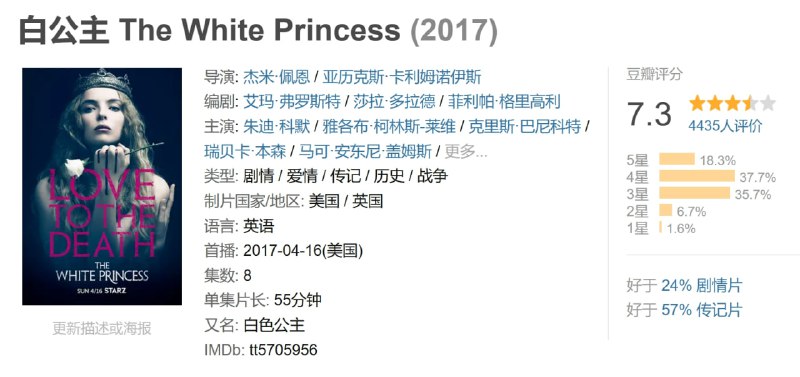 白公主 The White Princess (2017)
LOVE
TO THE
DEATH
THE
WHITE PRINCESS
SUN 4/16 STARZ
更新描述或海报
导演: 杰米·佩恩 / 亚历克斯·卡利姆诺伊斯
编剧: 艾玛·弗罗斯特 / 莎拉·多拉德 / 菲利帕·格里高利
主演: 朱迪·科默 / 雅各布·柯林斯-莱维 / 克里斯·巴尼科特 /
瑞贝卡·本森 / 马可·安东尼·盖姆斯 / 更多...
类型: 剧情 / 爱情 / 传记 / 历史 / 战争
制片国家/地区: 美国 / 英国
语言: 英语
首播: 2017-04-16(美国)
集数: 8
单集片长: 55分钟
又名: 白色公主
IMDb: tt5705956
豆瓣评分
7.3
4435人评价
5星 18.3%
4星 37.7%
3星 35.7%
2星 6.7%
1星 1.6%
好于 24% 剧情片
好于 57% 传记片